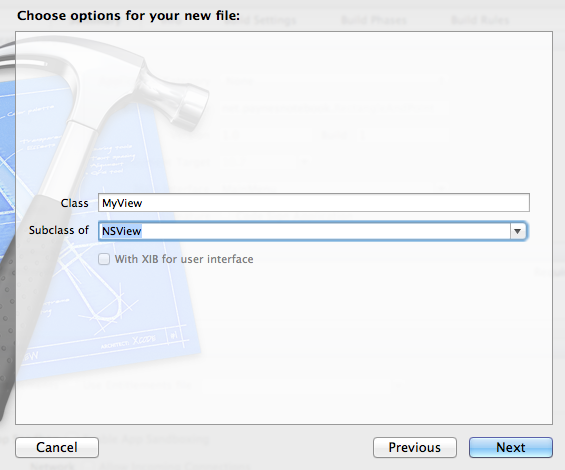 Choose options for your new file:
Class MyView
Subclass of NSView
With XIB for user interface
Cancel Previous Next